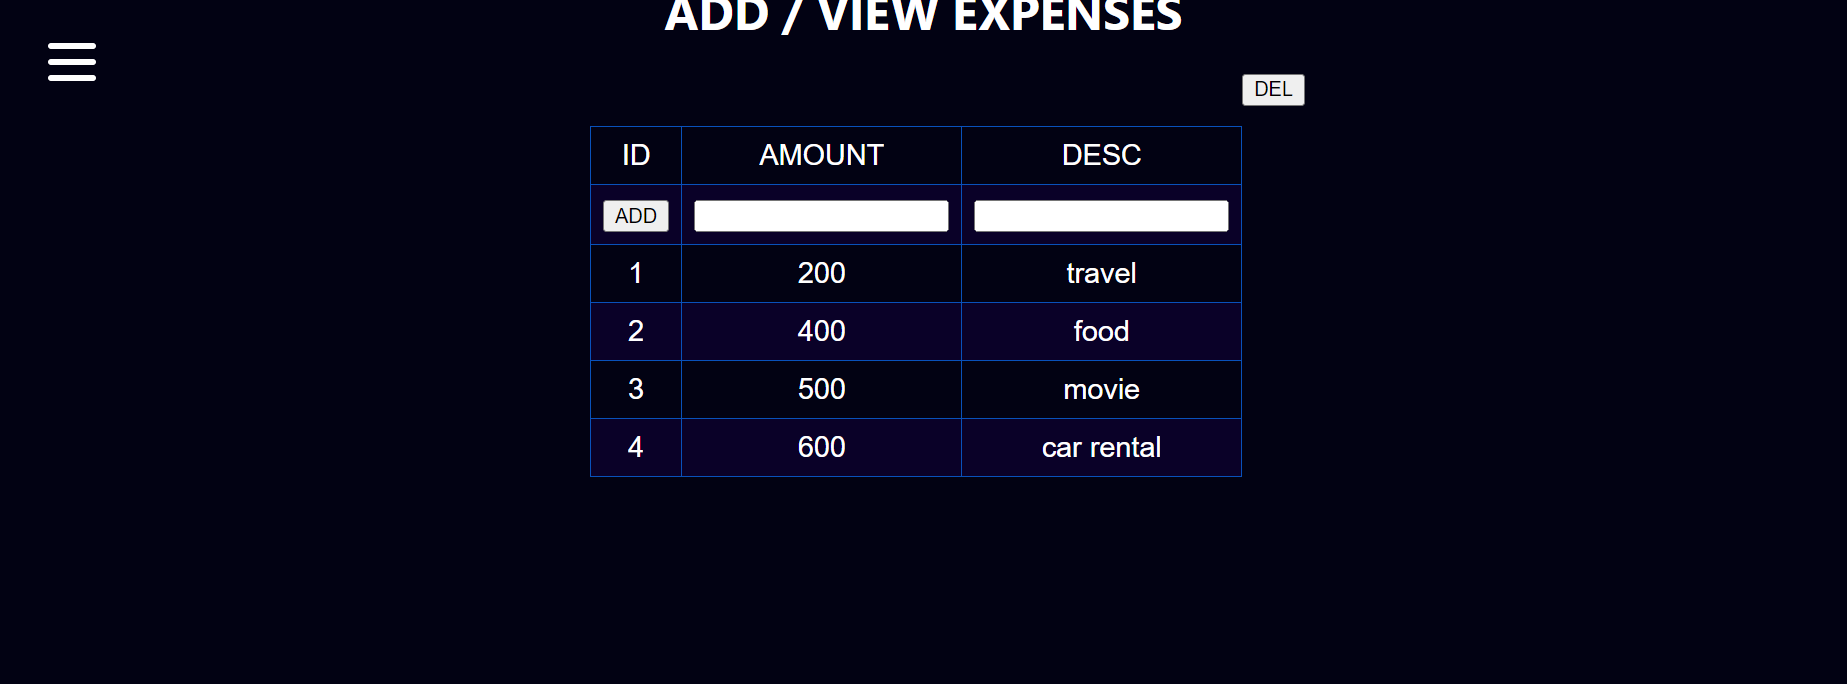 ADD / VIEW EXPENSES
DEL
ID AMOUNT DESC
ADD
1 200 travel
2 400 food
3 500 movie
4 600 car rental